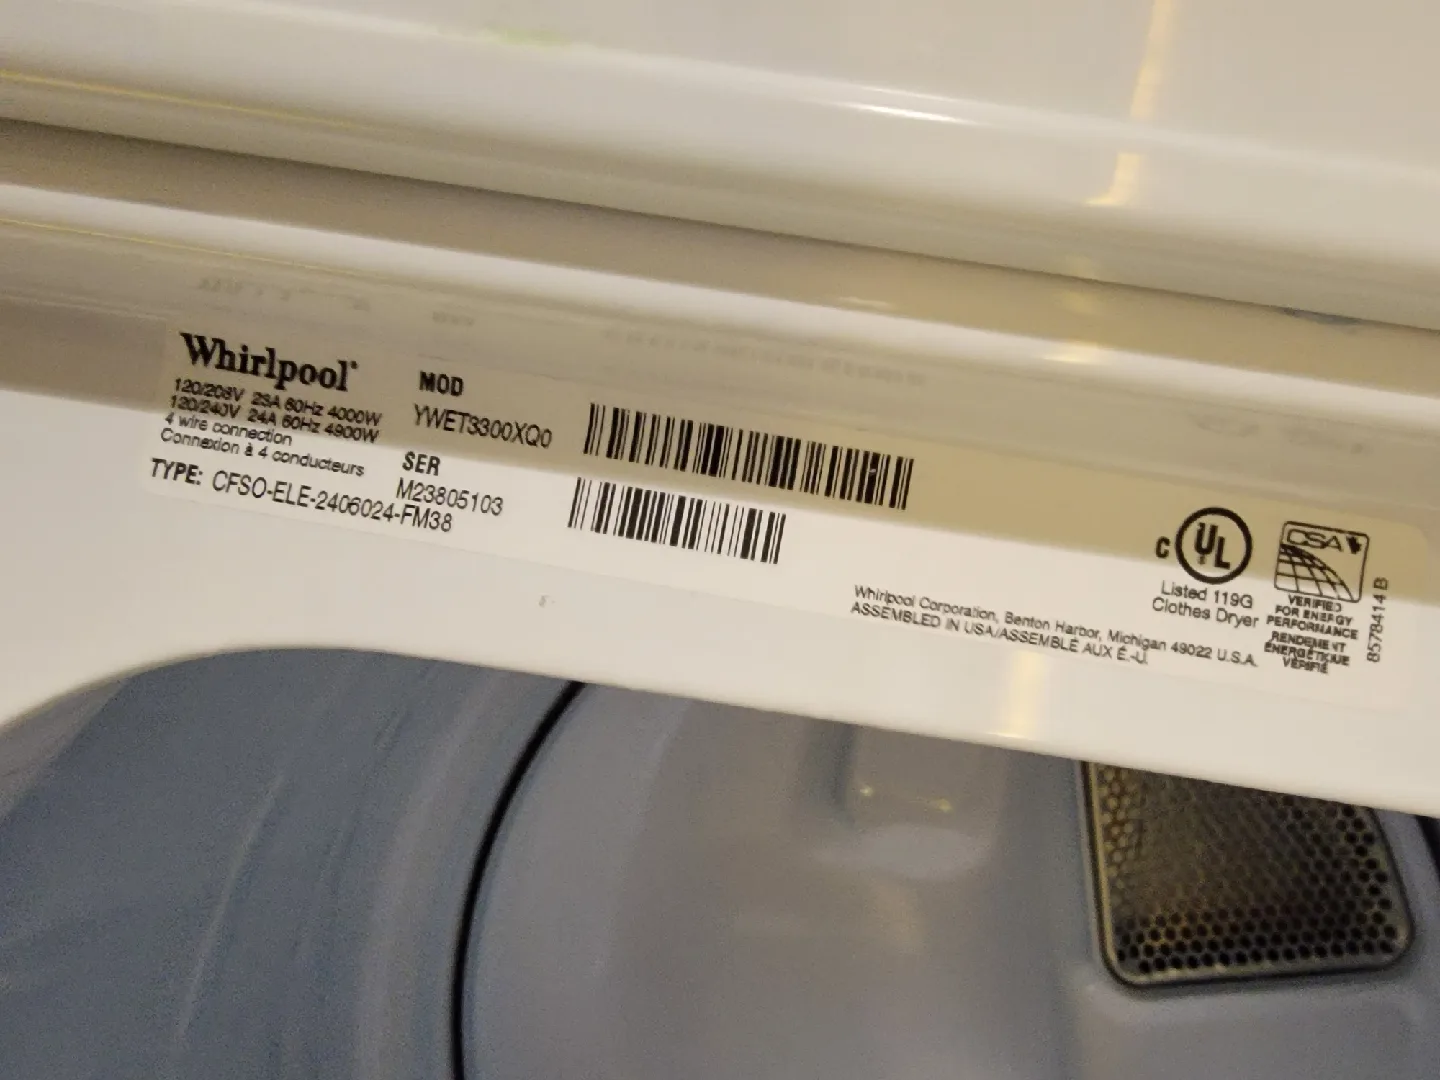 Whirlpool
120/208V 23A 60Hz 4000W
120/240V 24A 60Hz 4900W
4 wire connection
Connexion à 4 conducteurs
TYPE: CFSO-ELE-2406024-FM38
MOD
YWET3300XQ0
SER
M23805103
C UL
Listed 119G
Clothes Dryer
CSA
VERIFIED
FOR ENERGY
PERFORMANCE
RENDEMENT
ÉNERGÉTIQUE
VÉRIFIÉ
8578414 B
Whirlpool Corporation, Benton Harbor, Michigan 49022 U.S.A.
ASSEMBLED IN USA/ASSEMBLÉ AUX É.-U.